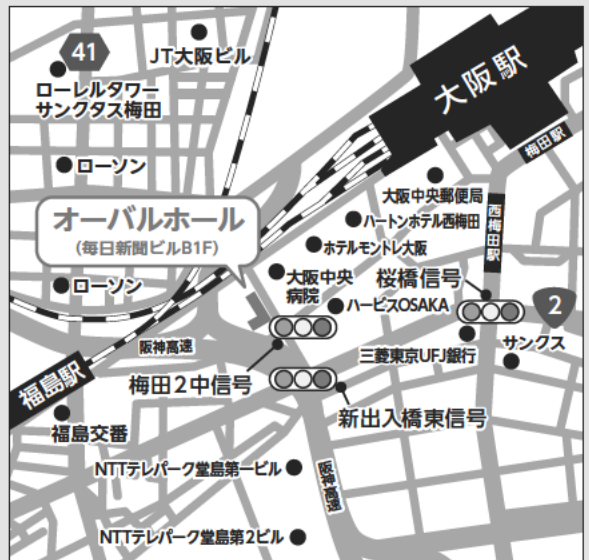 41
JT大阪ビル
ローレルタワー
サンクタス梅田
大阪駅
梅田駅
ローソン
大阪中央郵便局
ハートンホテル西梅田
西梅田駅
オーバルホール
(毎日新聞ビルB1F)
ホテルモントレ大阪
大阪中央
病院
桜橋信号
ローソン
ハービスOSAKA
2
阪神高速
三菱東京UFJ銀行
サンクス
梅田2中信号
福島駅
新出入橋東信号
福島交番
NTTテレパーク堂島第一ビル
阪神高速
NTTテレパーク堂島第2ビル